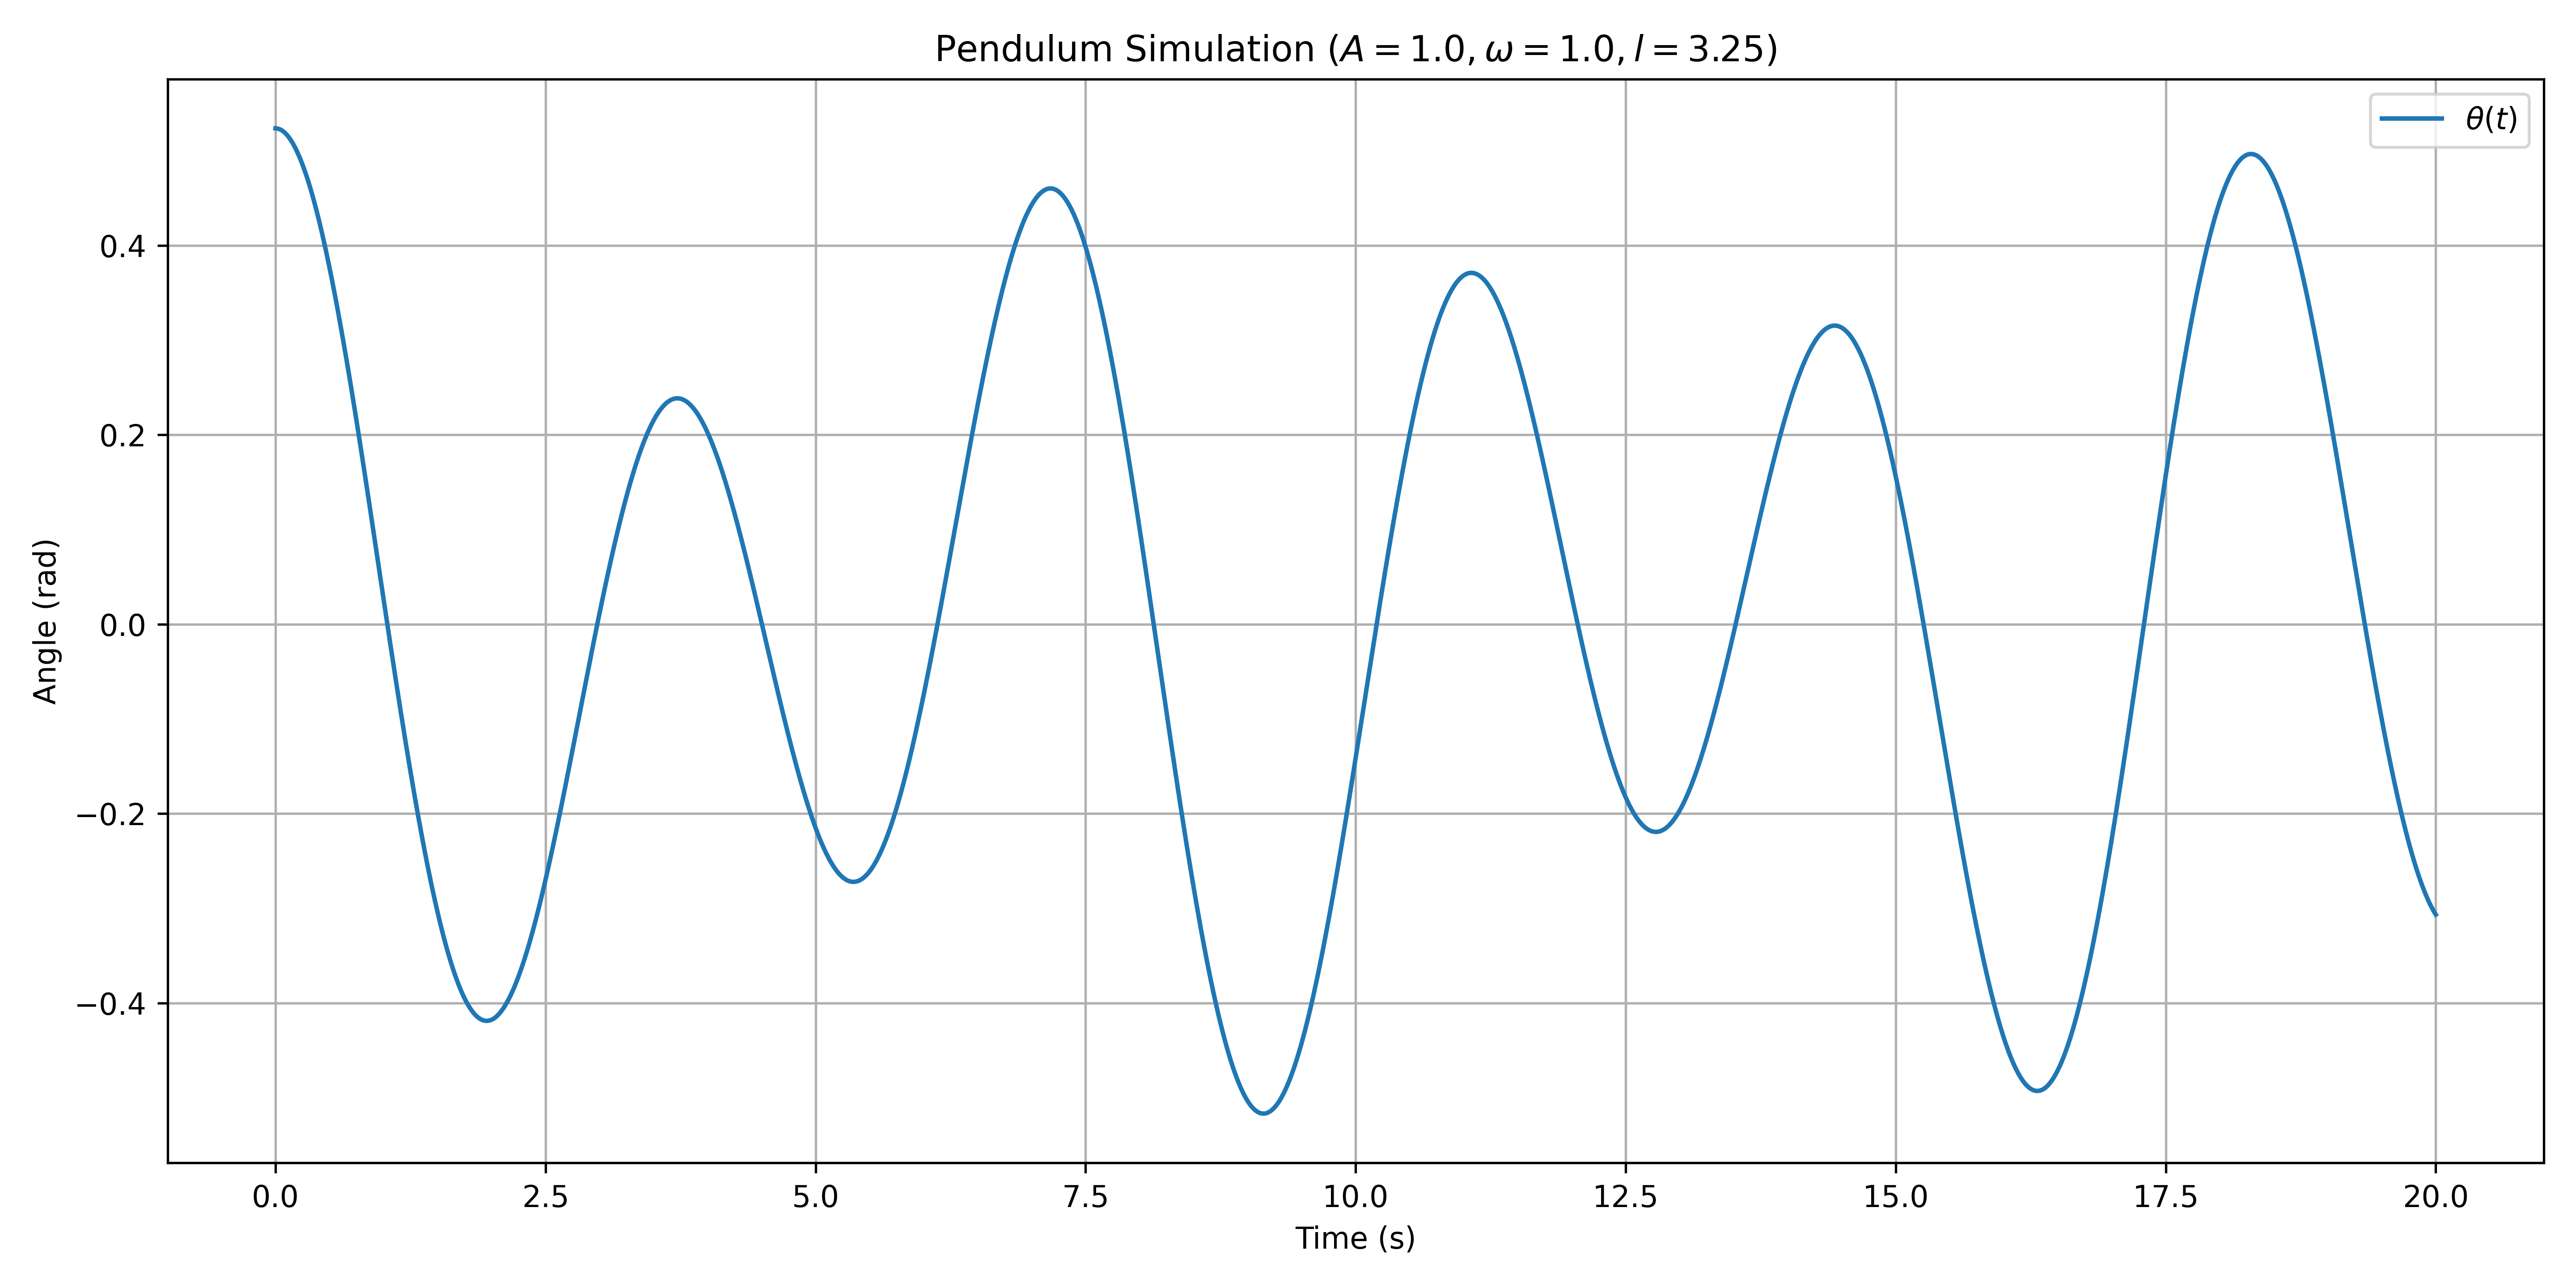 Pendulum Simulation (A = 1.0, ω = 1.0, l = 3.25)
θ(t)
Angle (rad)
0.4
0.2
0.0
−0.2
−0.4
0.0 2.5 5.0 7.5 10.0 12.5 15.0 17.5 20.0
Time (s)